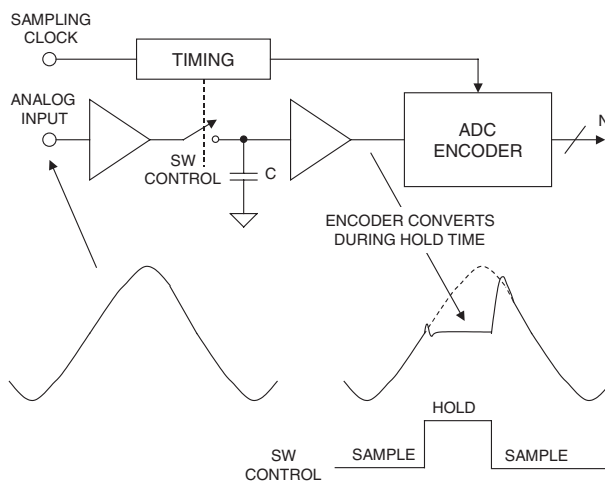 SAMPLING
CLOCK
TIMING
ANALOG
INPUT
SW
CONTROL
C
ADC
ENCODER
N
ENCODER CONVERTS
DURING HOLD TIME
HOLD
SAMPLE
SAMPLE
SW
CONTROL